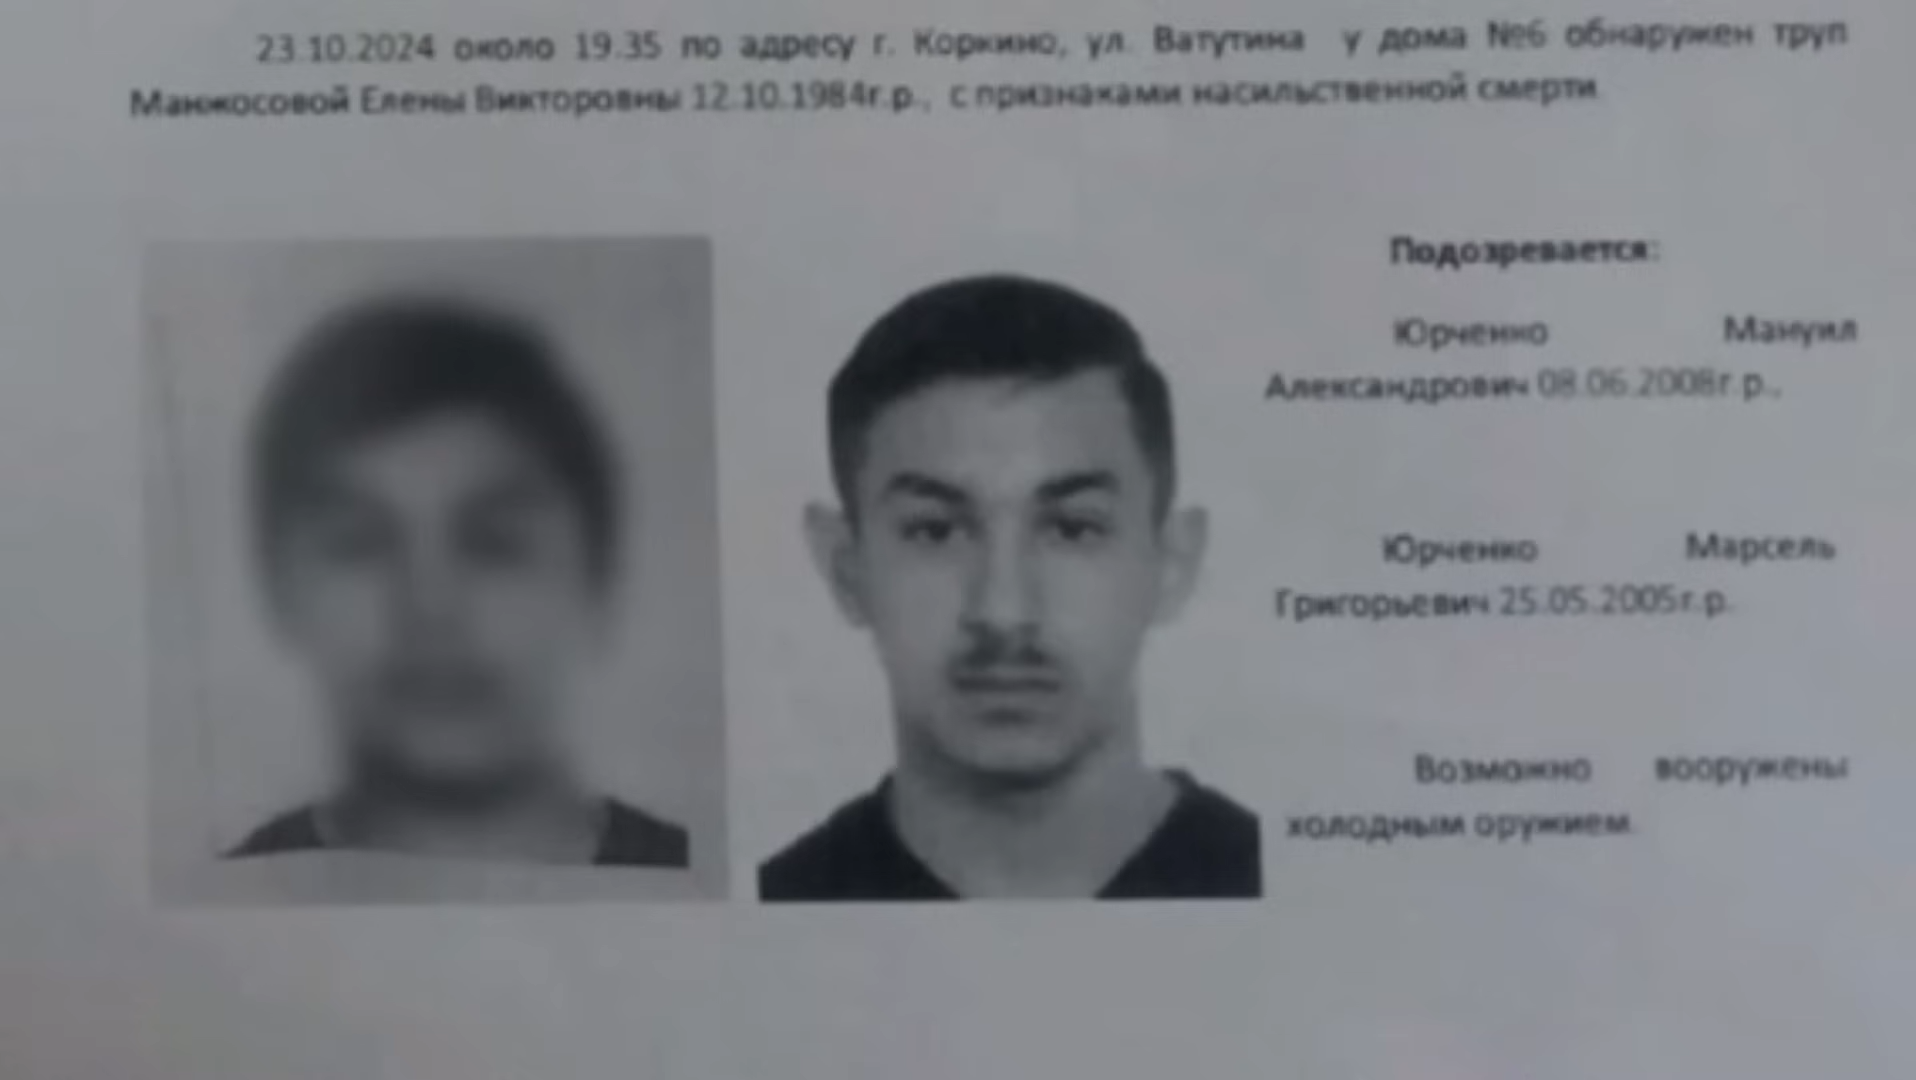 23.10.2024 около 19.35 по адресу г. Коркино, ул. Ватутина у дома №6 обнаружен труп
Манжосовой Елены Викторовны 12.10.1984г.р., с признаками насильственной смерти.
Подозревается:
Юрченко Мануил
Александрович 08.06.2008г.р.,
Юрченко Марсель
Григорьевич 25.05.2005г.р.
Возможно вооружены
холодным оружием.